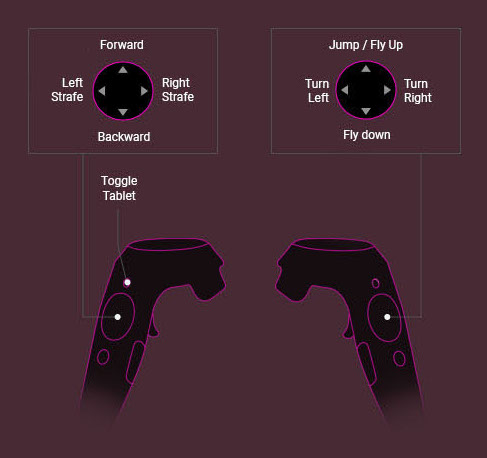 Forward
Left
Strafe
Right
Strafe
Backward
Jump / Fly Up
Turn
Left
Turn
Right
Fly down
Toggle
Tablet